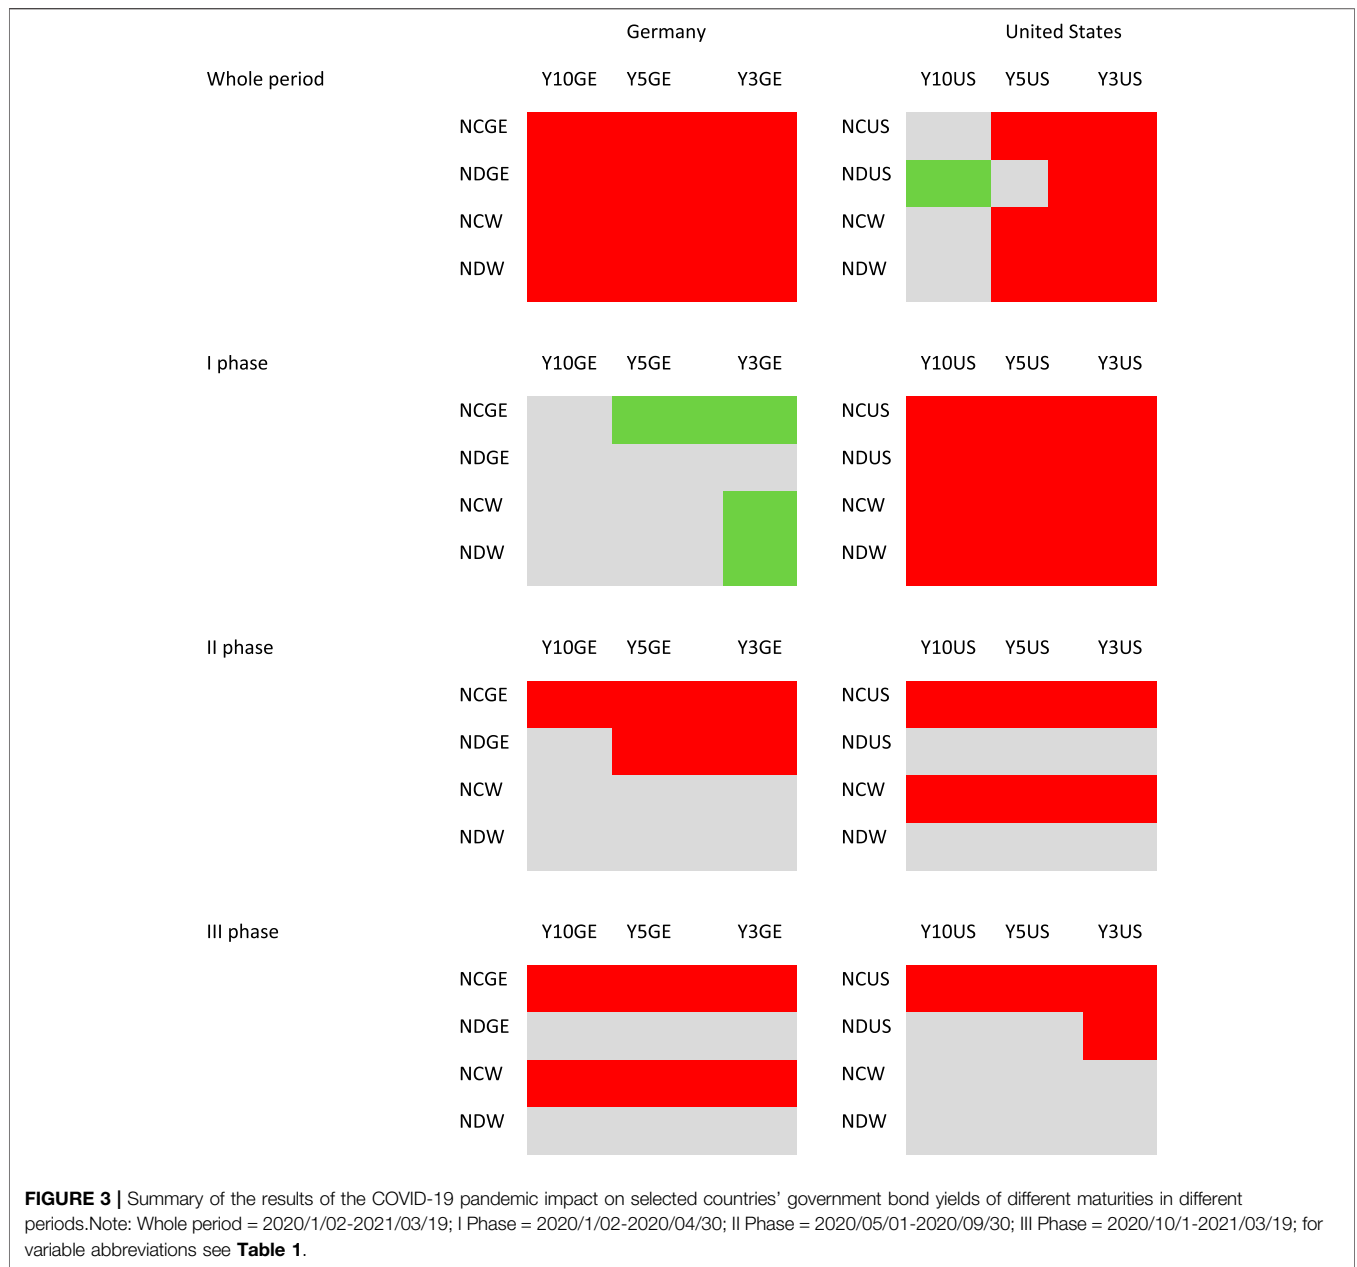 Germany United States
Whole period Y10GE Y5GE Y3GE Y10US Y5US Y3US
NCGE NCUS
NDGE NDUS
NCW NCW
NDW NDW
I phase Y10GE Y5GE Y3GE Y10US Y5US Y3US
NCGE NCUS
NDGE NDUS
NCW NCW
NDW NDW
II phase Y10GE Y5GE Y3GE Y10US Y5US Y3US
NCGE NCUS
NDGE NDUS
NCW NCW
NDW NDW
III phase Y10GE Y5GE Y3GE Y10US Y5US Y3US
NCGE NCUS
NDGE NDUS
NCW NCW
NDW NDW
FIGURE 3 | Summary of the results of the COVID-19 pandemic impact on selected countries’ government bond yields of different maturities in different
periods.Note: Whole period = 2020/1/02-2021/03/19; I Phase = 2020/1/02-2020/04/30; II Phase = 2020/05/01-2020/09/30; III Phase = 2020/10/1-2021/03/19; for
variable abbreviations see Table 1.